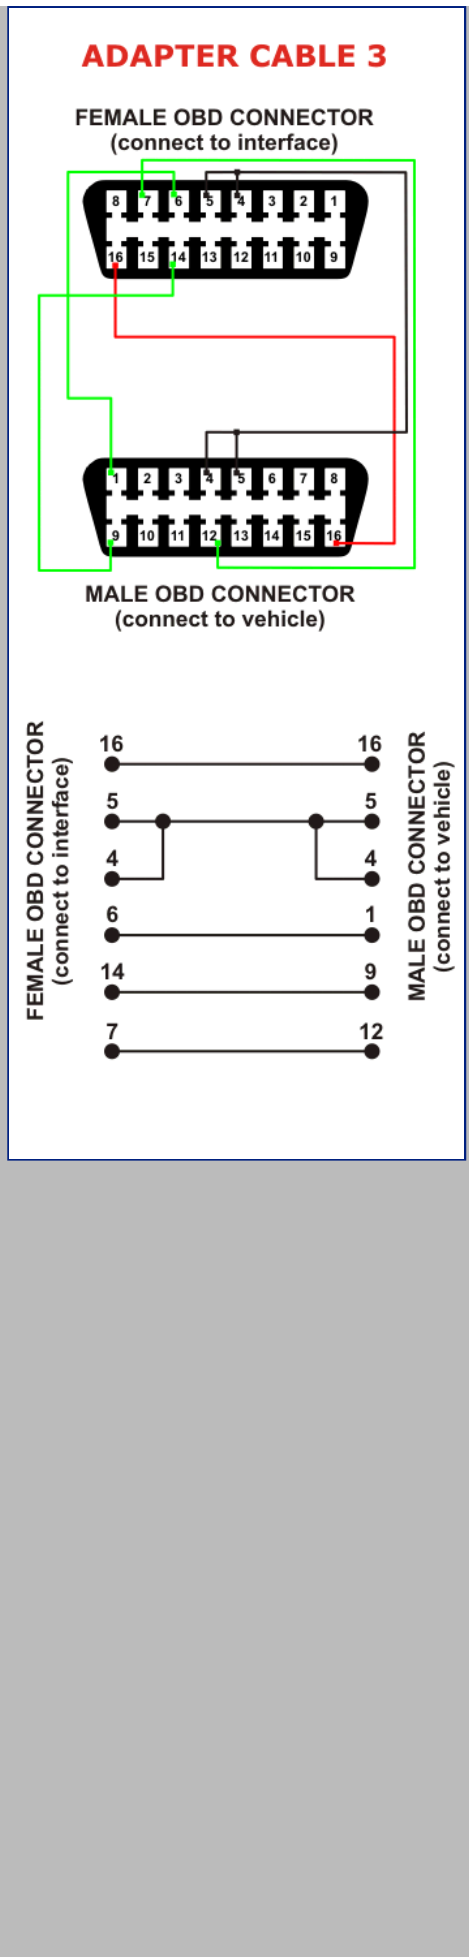 ADAPTER CABLE 3
FEMALE OBD CONNECTOR
(connect to interface)
8 7 6 5 4 3 2 1
16 15 14 13 12 11 10 9
1 2 3 4 5 6 7 8
9 10 11 12 13 14 15 16
MALE OBD CONNECTOR
(connect to vehicle)
FEMALE OBD CONNECTOR
(connect to interface)
16 16
5 5
4 4
6 1
14 9
7 12
MALE OBD CONNECTOR
(connect to vehicle)